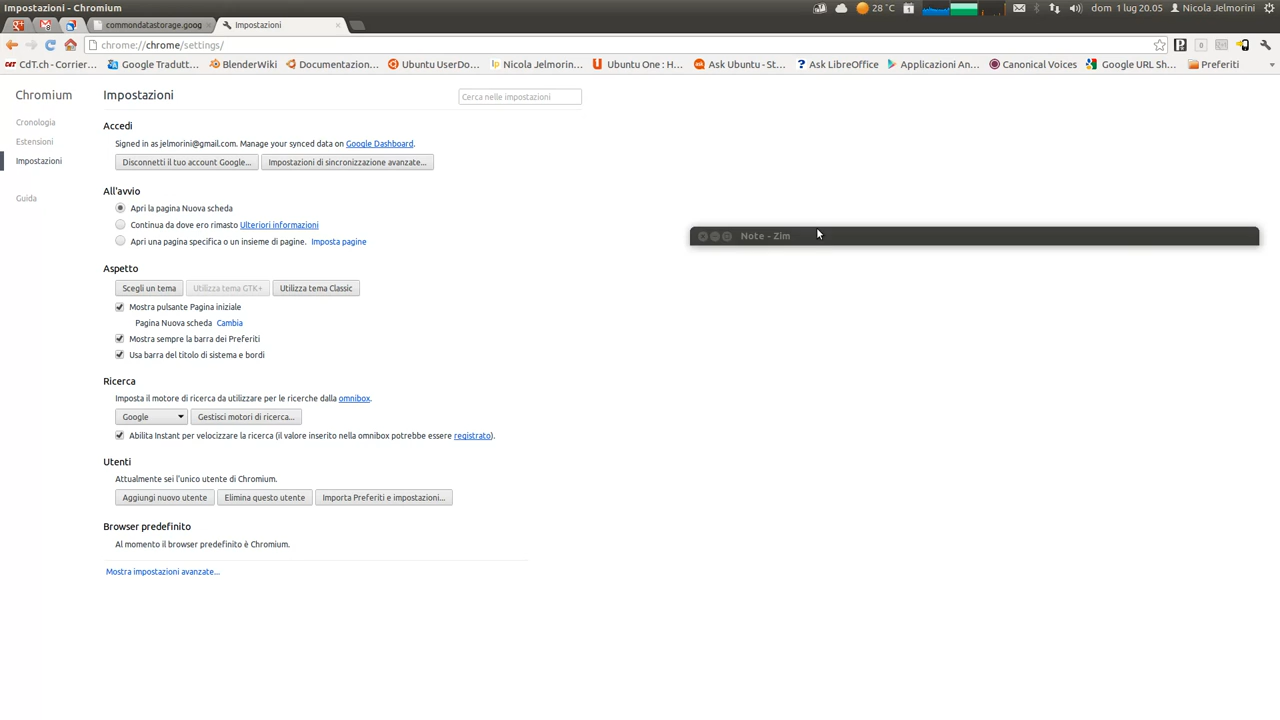 Impostazioni - Chromium
28 °C
dom 1 lug 20.05
Nicola Jelmorini
commondatastorage.goog
Impostazioni
chrome://chrome/settings/
CdT.ch - Corrier...
Google Tradutt...
BlenderWiki
Documentazion...
Ubuntu UserDo...
Nicola Jelmorin...
Ubuntu One : H...
Ask Ubuntu - St...
Ask LibreOffice
Applicazioni An...
Canonical Voices
Google URL Sh...
Preferiti
Chromium
Impostazioni
Cerca nelle impostazioni
Cronologia
Estensioni
Impostazioni
Guida
Accedi
Signed in as jelmorini@gmail.com. Manage your synced data on Google Dashboard.
Disconnetti il tuo account Google...
Impostazioni di sincronizzazione avanzate...
All'avvio
Apri la pagina Nuova scheda
Continua da dove ero rimasto Ulteriori informazioni
Apri una pagina specifica o un insieme di pagine. Imposta pagine
Note - Zim
Aspetto
Scegli un tema
Utilizza tema GTK+
Utilizza tema Classic
Mostra pulsante Pagina iniziale
Pagina Nuova scheda Cambia
Mostra sempre la barra dei Preferiti
Usa barra del titolo di sistema e bordi
Ricerca
Imposta il motore di ricerca da utilizzare per le ricerche dalla omnibox.
Google
Gestisci motori di ricerca...
Abilita Instant per velocizzare la ricerca (il valore inserito nella omnibox potrebbe essere registrato).
Utenti
Attualmente sei l'unico utente di Chromium.
Aggiungi nuovo utente
Elimina questo utente
Importa Preferiti e impostazioni...
Browser predefinito
Al momento il browser predefinito è Chromium.
Mostra impostazioni avanzate...